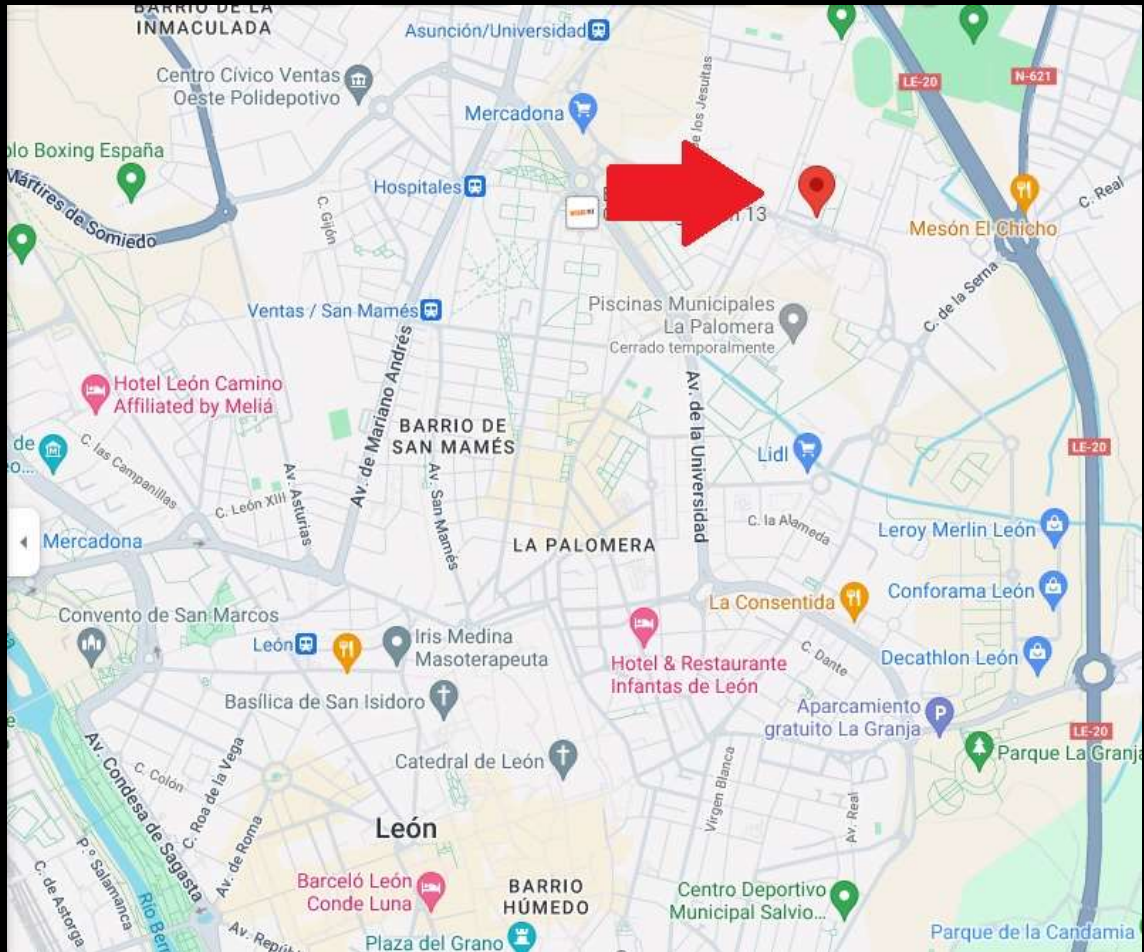 BARRIO DE LA
INMACULADA
Asunción/Universidad
LE-20
N-621
Centro Cívico Ventas
Oeste Polidepotivo
Mercadona
e los Jesuitas
olo Boxing España
Mártires de Somiedo
Hospitales
C. Gijón
13
C. Real
Mesón El Chicho
C. de la Serna
Ventas / San Mamés
Piscinas Municipales
La Palomera
Cerrado temporalmente
Av. de Mariano Andrés
Hotel León Camino
Affiliated by Meliá
BARRIO DE
SAN MAMÉS
Av. de la Universidad
de
o...
C. las Campanillas
C. León XIII
Av. Asturias
Av. San Mamés
Lidl
LE-20
C. la Alameda
Leroy Merlin León
Mercadona
LA PALOMERA
Conforama León
La Consentida
Convento de San Marcos
León
Iris Medina
Masoterapeuta
Hotel & Restaurante
Infantas de León
C. Dante
Decathlon León
Basílica de San Isidoro
Aparcamiento
gratuito La Granja
P
LE-20
Parque La Granja
Av. Condesa de Sagasta
C. Colón
C. Roa de la Vega
Catedral de León
Virgen Blanca
Av. Real
León
Av. de Roma
P.º Salamanca
C. de Astorga
Río Ber
Barceló León
Conde Luna
BARRIO
HÚMEDO
Centro Deportivo
Municipal Salvio...
Av. Repúb
Plaza del Grano
Parque de la Candamia